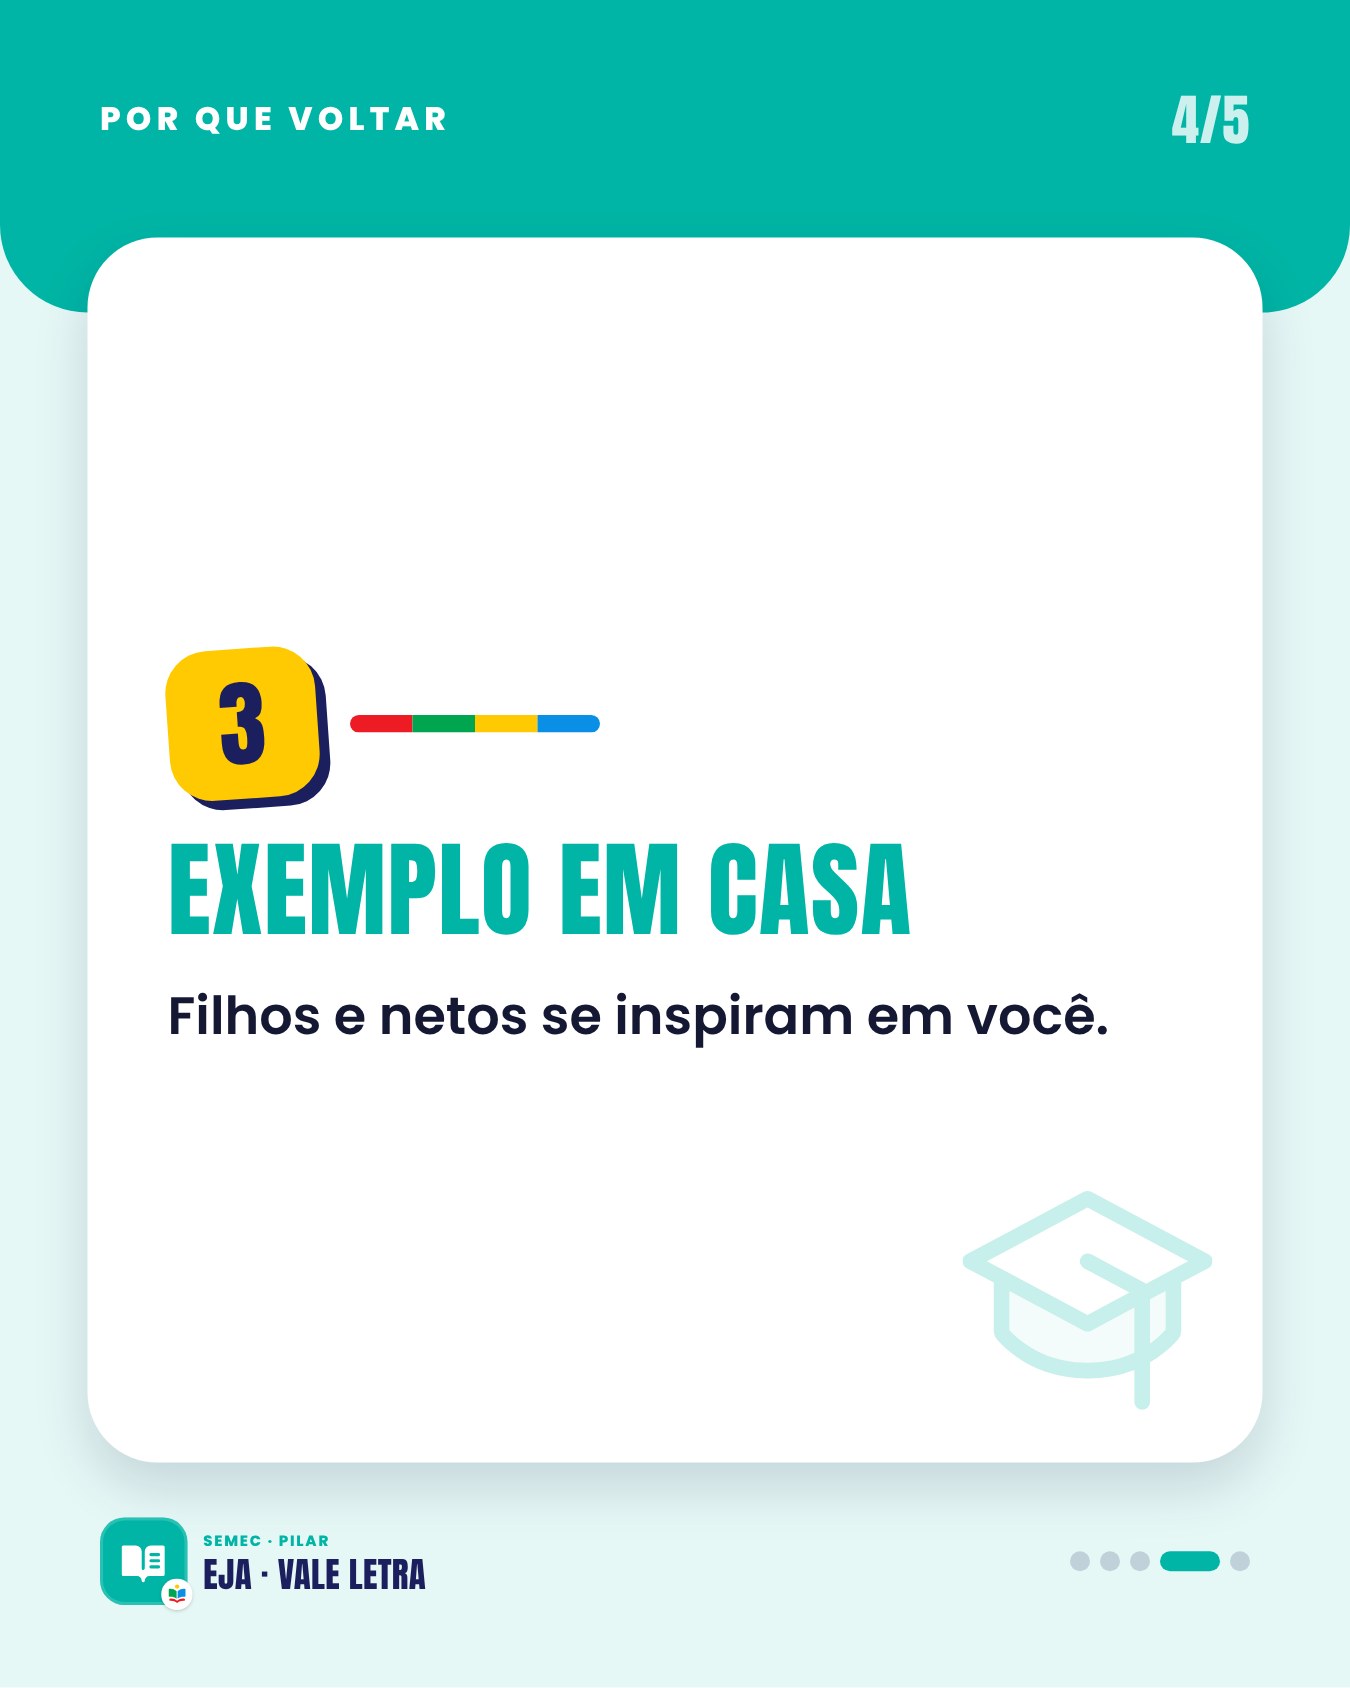 POR QUE VOLTAR
4/5
3
EXEMPLO EM CASA
Filhos e netos se inspiram em você.
SEMEC · PILAR
EJA · VALE LETRA